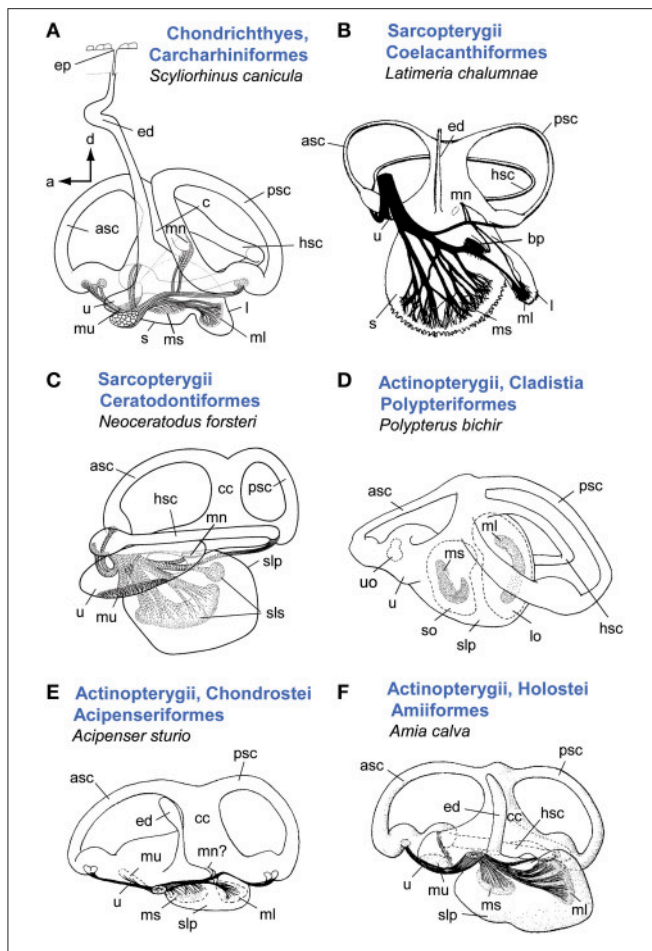 A
Chondrichthyes,
Carcharhiniformes
Scyliorhinus canicula
ep
ed
d
a
asc
c
psc
mn
hsc
u
mu
s
ms
l
ml
B
Sarcopterygii
Coelacanthiformes
Latimeria chalumnae
asc
ed
psc
hsc
mn
u
bp
s
ms
l
ml
C
Sarcopterygii
Ceratodontiformes
Neoceratodus forsteri
asc
hsc
cc
psc
mn
slp
u
mu
sls
D
Actinopterygii, Cladistia
Polypteriformes
Polypterus bichir
asc
psc
ml
ms
uo
u
so
slp
lo
hsc
E
Actinopterygii, Chondrostei
Acipenseriformes
Acipenser sturio
asc
psc
ed
cc
mu
mn?
u
ms
slp
ml
F
Actinopterygii, Holostei
Amiiformes
Amia calva
asc
psc
ed
cc
hsc
u
mu
ms
slp
ml